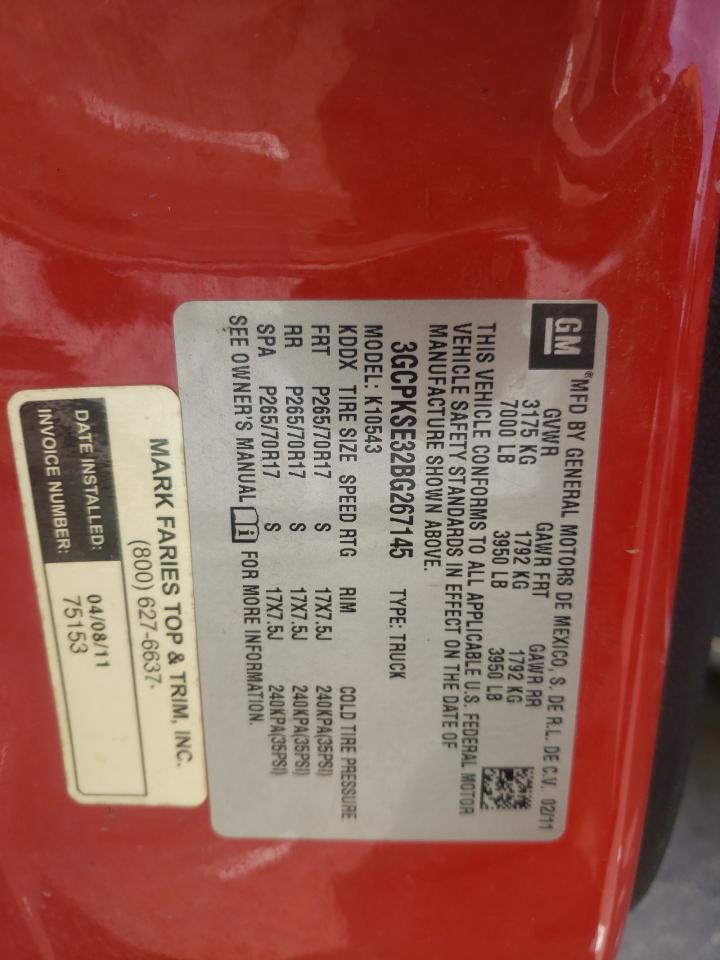 GM
® MFD BY GENERAL MOTORS DE MEXICO, S. DE R.L. DE C.V. 02/11
GVWR GAWR FRT GAWR RR
3175 KG 1792 KG 1792 KG
7000 LB 3950 LB 3950 LB
THIS VEHICLE CONFORMS TO ALL APPLICABLE U.S. FEDERAL MOTOR
VEHICLE SAFETY STANDARDS IN EFFECT ON THE DATE OF
MANUFACTURE SHOWN ABOVE.
3GCPKSE32BG267145 TYPE: TRUCK
MODEL: K10543
KDDX TIRE SIZE SPEED RTG RIM COLD TIRE PRESSURE
FRT P265/70R17 S 17X7.5J 240KPA(35PSI)
RR P265/70R17 S 17X7.5J 240KPA(35PSI)
SPA P265/70R17 S 17X7.5J 240KPA(35PSI)
SEE OWNER'S MANUAL i FOR MORE INFORMATION.
MARK FARIES TOP & TRIM, INC.
(800) 627-6637
DATE INSTALLED: 04/08/11
INVOICE NUMBER: 75153